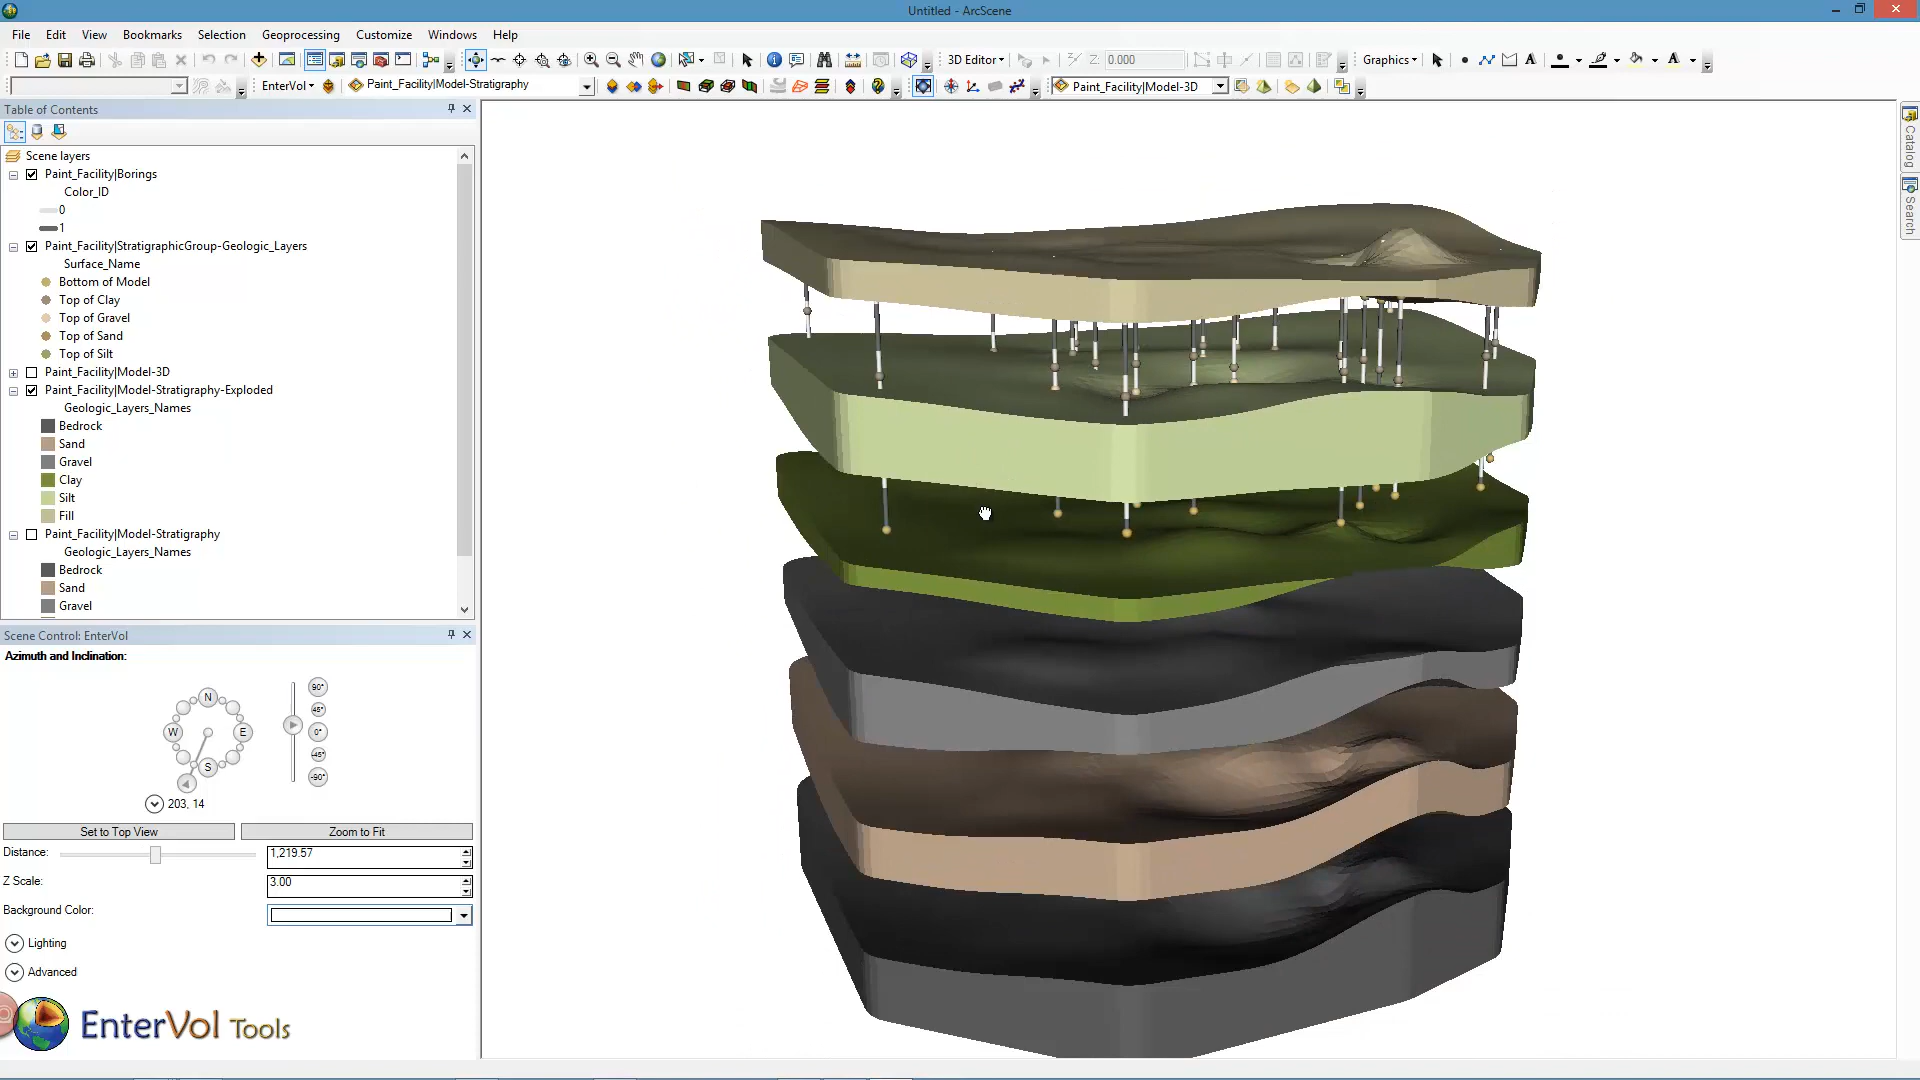 Untitled - ArcScene
File Edit View Bookmarks Selection Geoprocessing Customize Windows Help
3D Editor Z: 0.000 Graphics A A
EnterVol Paint_Facility|Model-Stratigraphy Paint_Facility|Model-3D
Table of Contents
Scene layers
Paint_Facility|Borings
Color_ID
0
1
Paint_Facility|StratigraphicGroup-Geologic_Layers
Surface_Name
Bottom of Model
Top of Clay
Top of Gravel
Top of Sand
Top of Silt
Paint_Facility|Model-3D
Paint_Facility|Model-Stratigraphy-Exploded
Geologic_Layers_Names
Bedrock
Sand
Gravel
Clay
Silt
Fill
Paint_Facility|Model-Stratigraphy
Geologic_Layers_Names
Bedrock
Sand
Gravel
Scene Control: EnterVol
Azimuth and Inclination:
N
W E
S
90°
45°
0°
-45°
-90°
203, 14
Set to Top View Zoom to Fit
Distance: 1,219.57
Z Scale: 3.00
Background Color:
Lighting
Advanced
EnterVol Tools
Catalog
Search